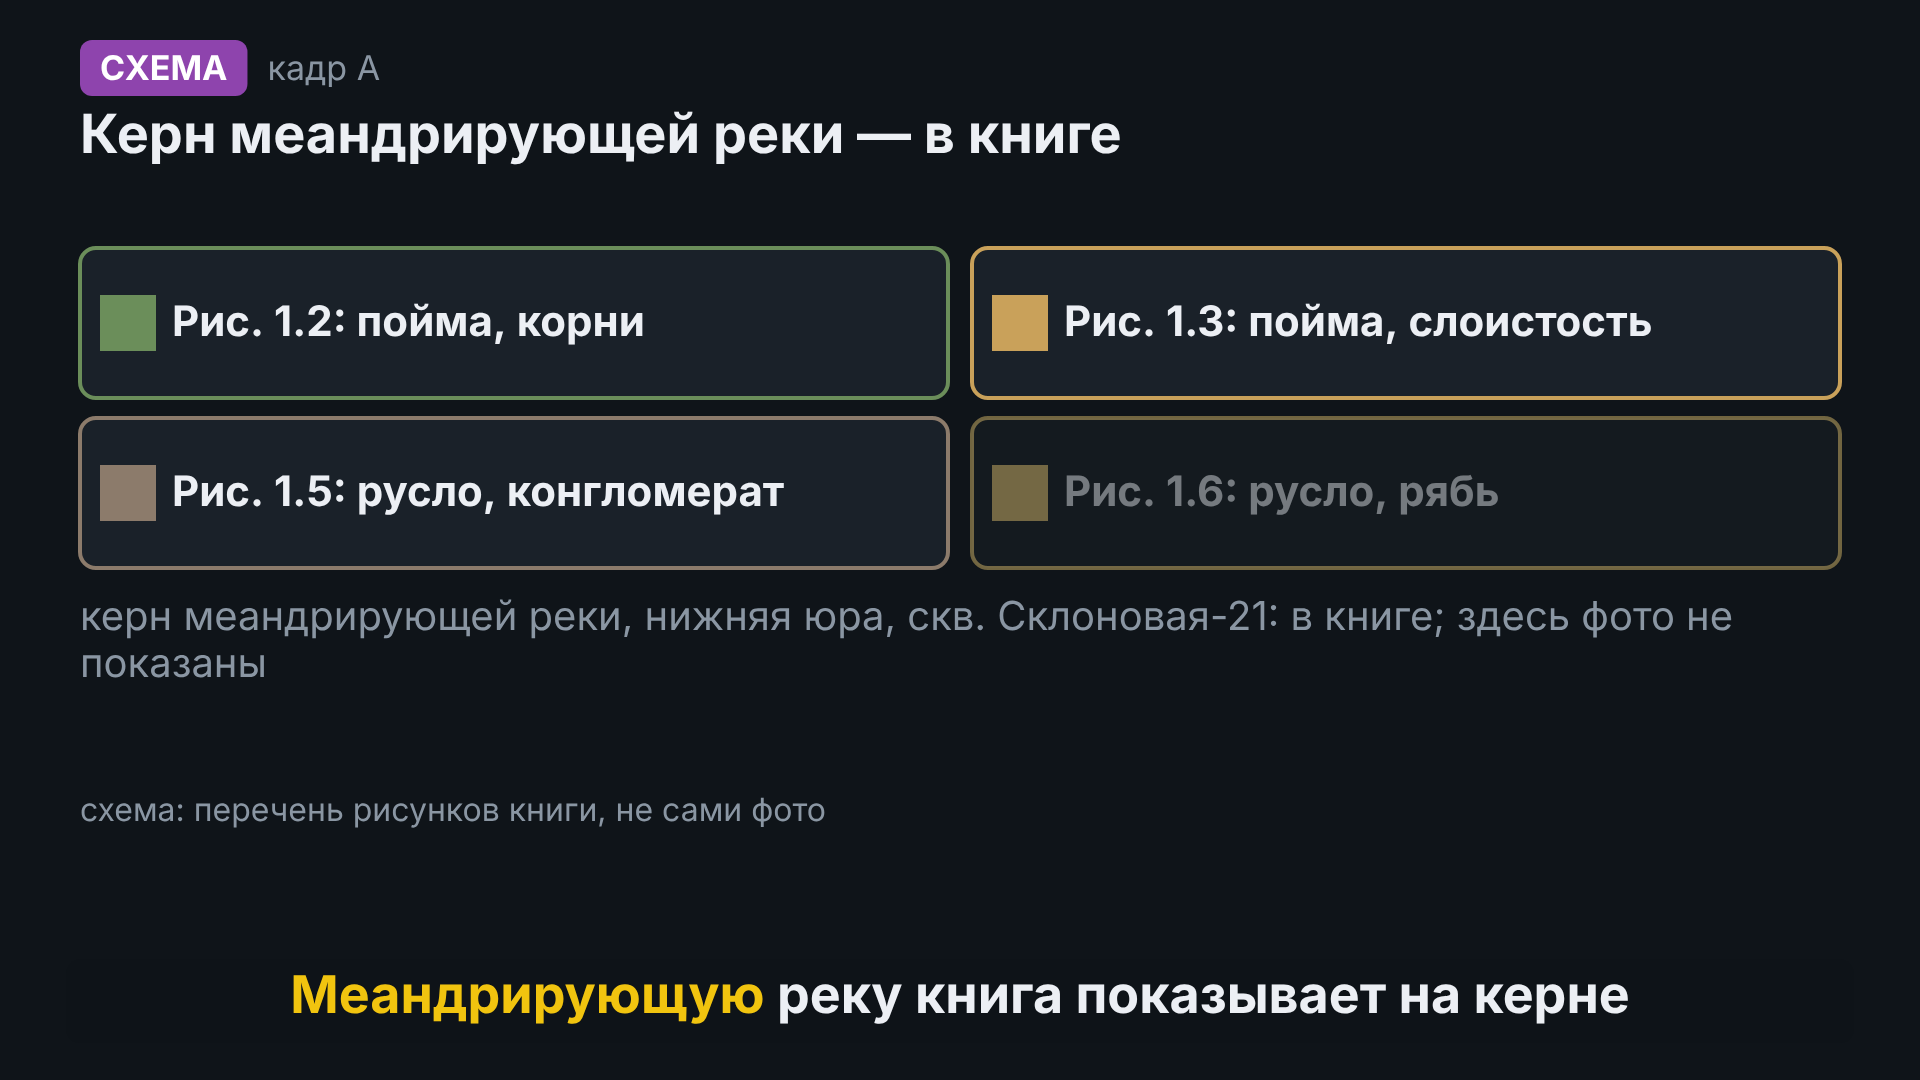 СХЕМА кадр А
Керн меандрирующей реки — в книге
Рис. 1.2: пойма, корни
Рис. 1.3: пойма, слоистость
Рис. 1.5: русло, конгломерат
Рис. 1.6: русло, рябь
керн меандрирующей реки, нижняя юра, скв. Склоновая-21: в книге; здесь фото не
показаны
схема: перечень рисунков книги, не сами фото
Меандрирующую реку книга показывает на керне